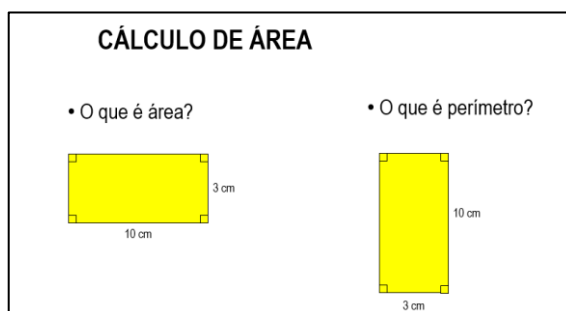 CÁLCULO DE ÁREA
• O que é área?
3 cm
10 cm
• O que é perímetro?
10 cm
3 cm